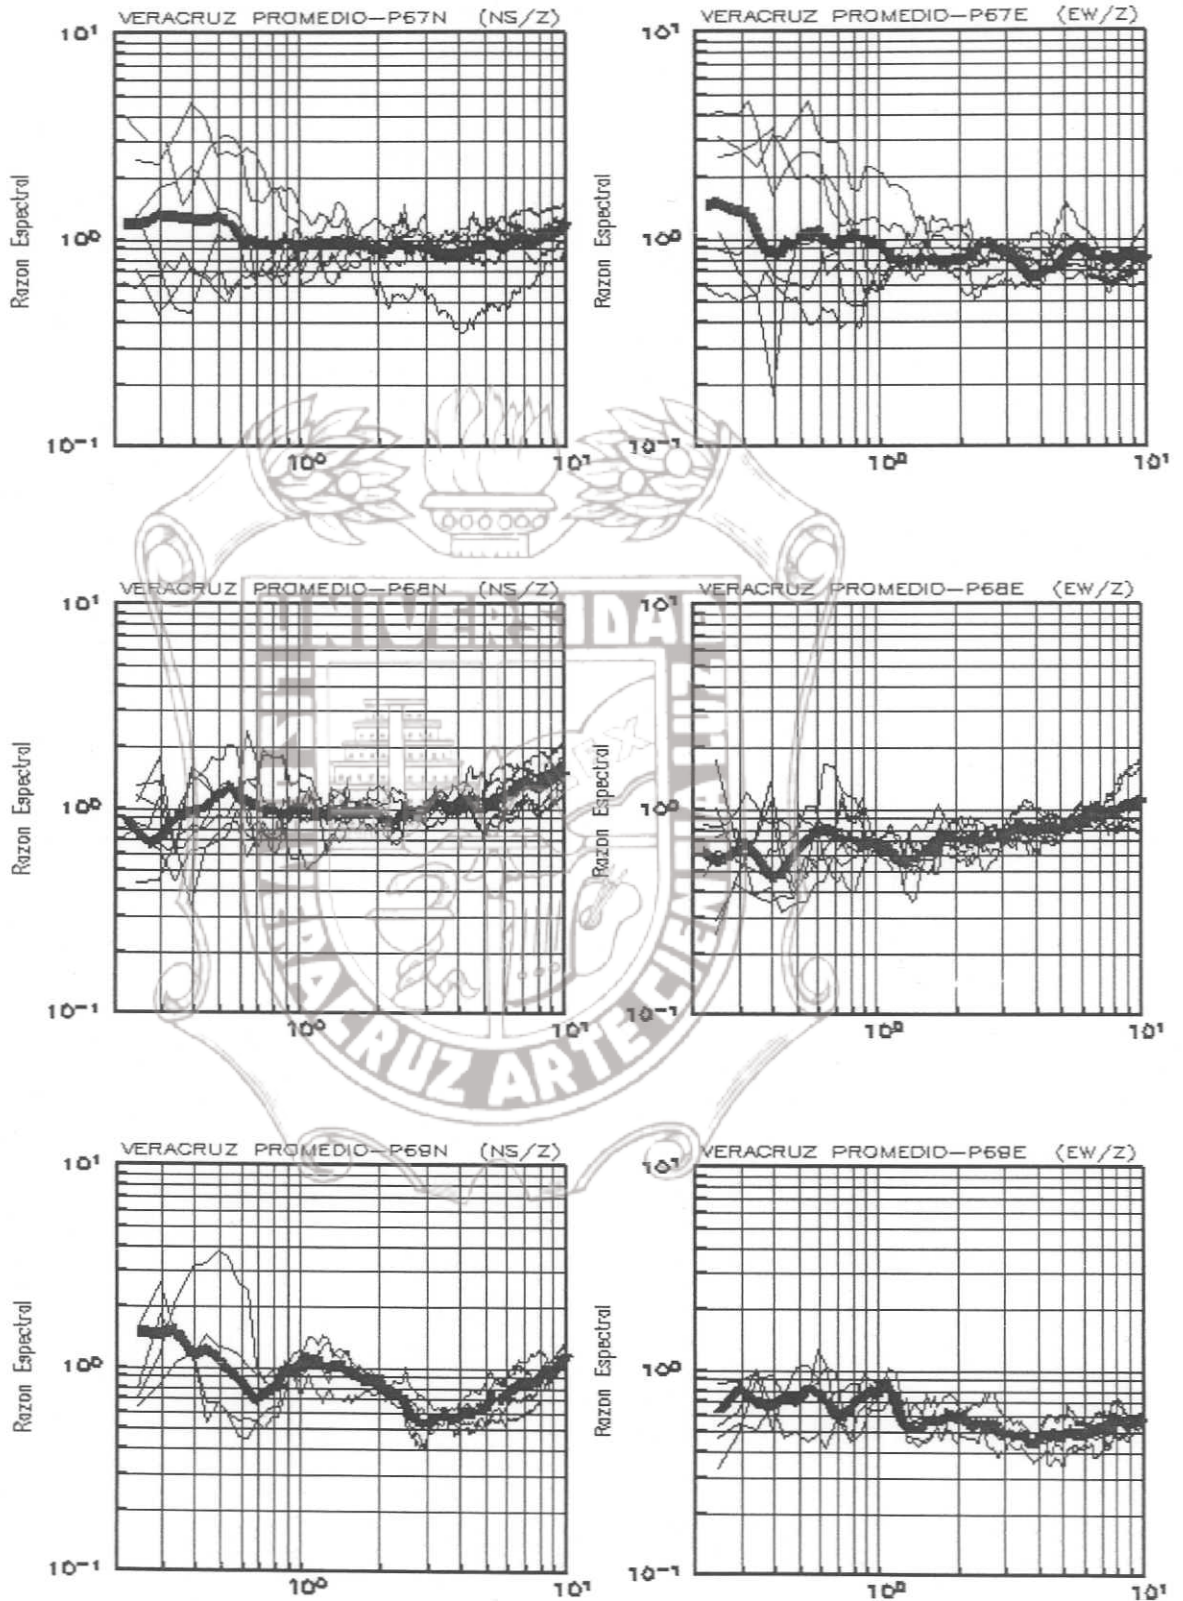 VERACRUZ PROMEDIO-P67N (NS/Z)
10¹
Razon Espectral
10⁰
10⁻¹
10⁰ 10¹
VERACRUZ PROMEDIO-P67E (EW/Z)
10¹
Razon Espectral
10⁰
10⁻¹
10⁰ 10¹
VERACRUZ PROMEDIO-P68N (NS/Z)
10¹
Razon Espectral
10⁰
10⁻¹
10⁰ 10¹
VERACRUZ PROMEDIO-P68E (EW/Z)
10¹
Razon Espectral
10⁰
10⁻¹
10⁰ 10¹
VERACRUZ PROMEDIO-P69N (NS/Z)
10¹
Razon Espectral
10⁰
10⁻¹
10⁰ 10¹
VERACRUZ PROMEDIO-P69E (EW/Z)
10¹
Razon Espectral
10⁰
10⁻¹
10⁰ 10¹
UNIVERSIDAD
VERACRUZ ARTE CIEN